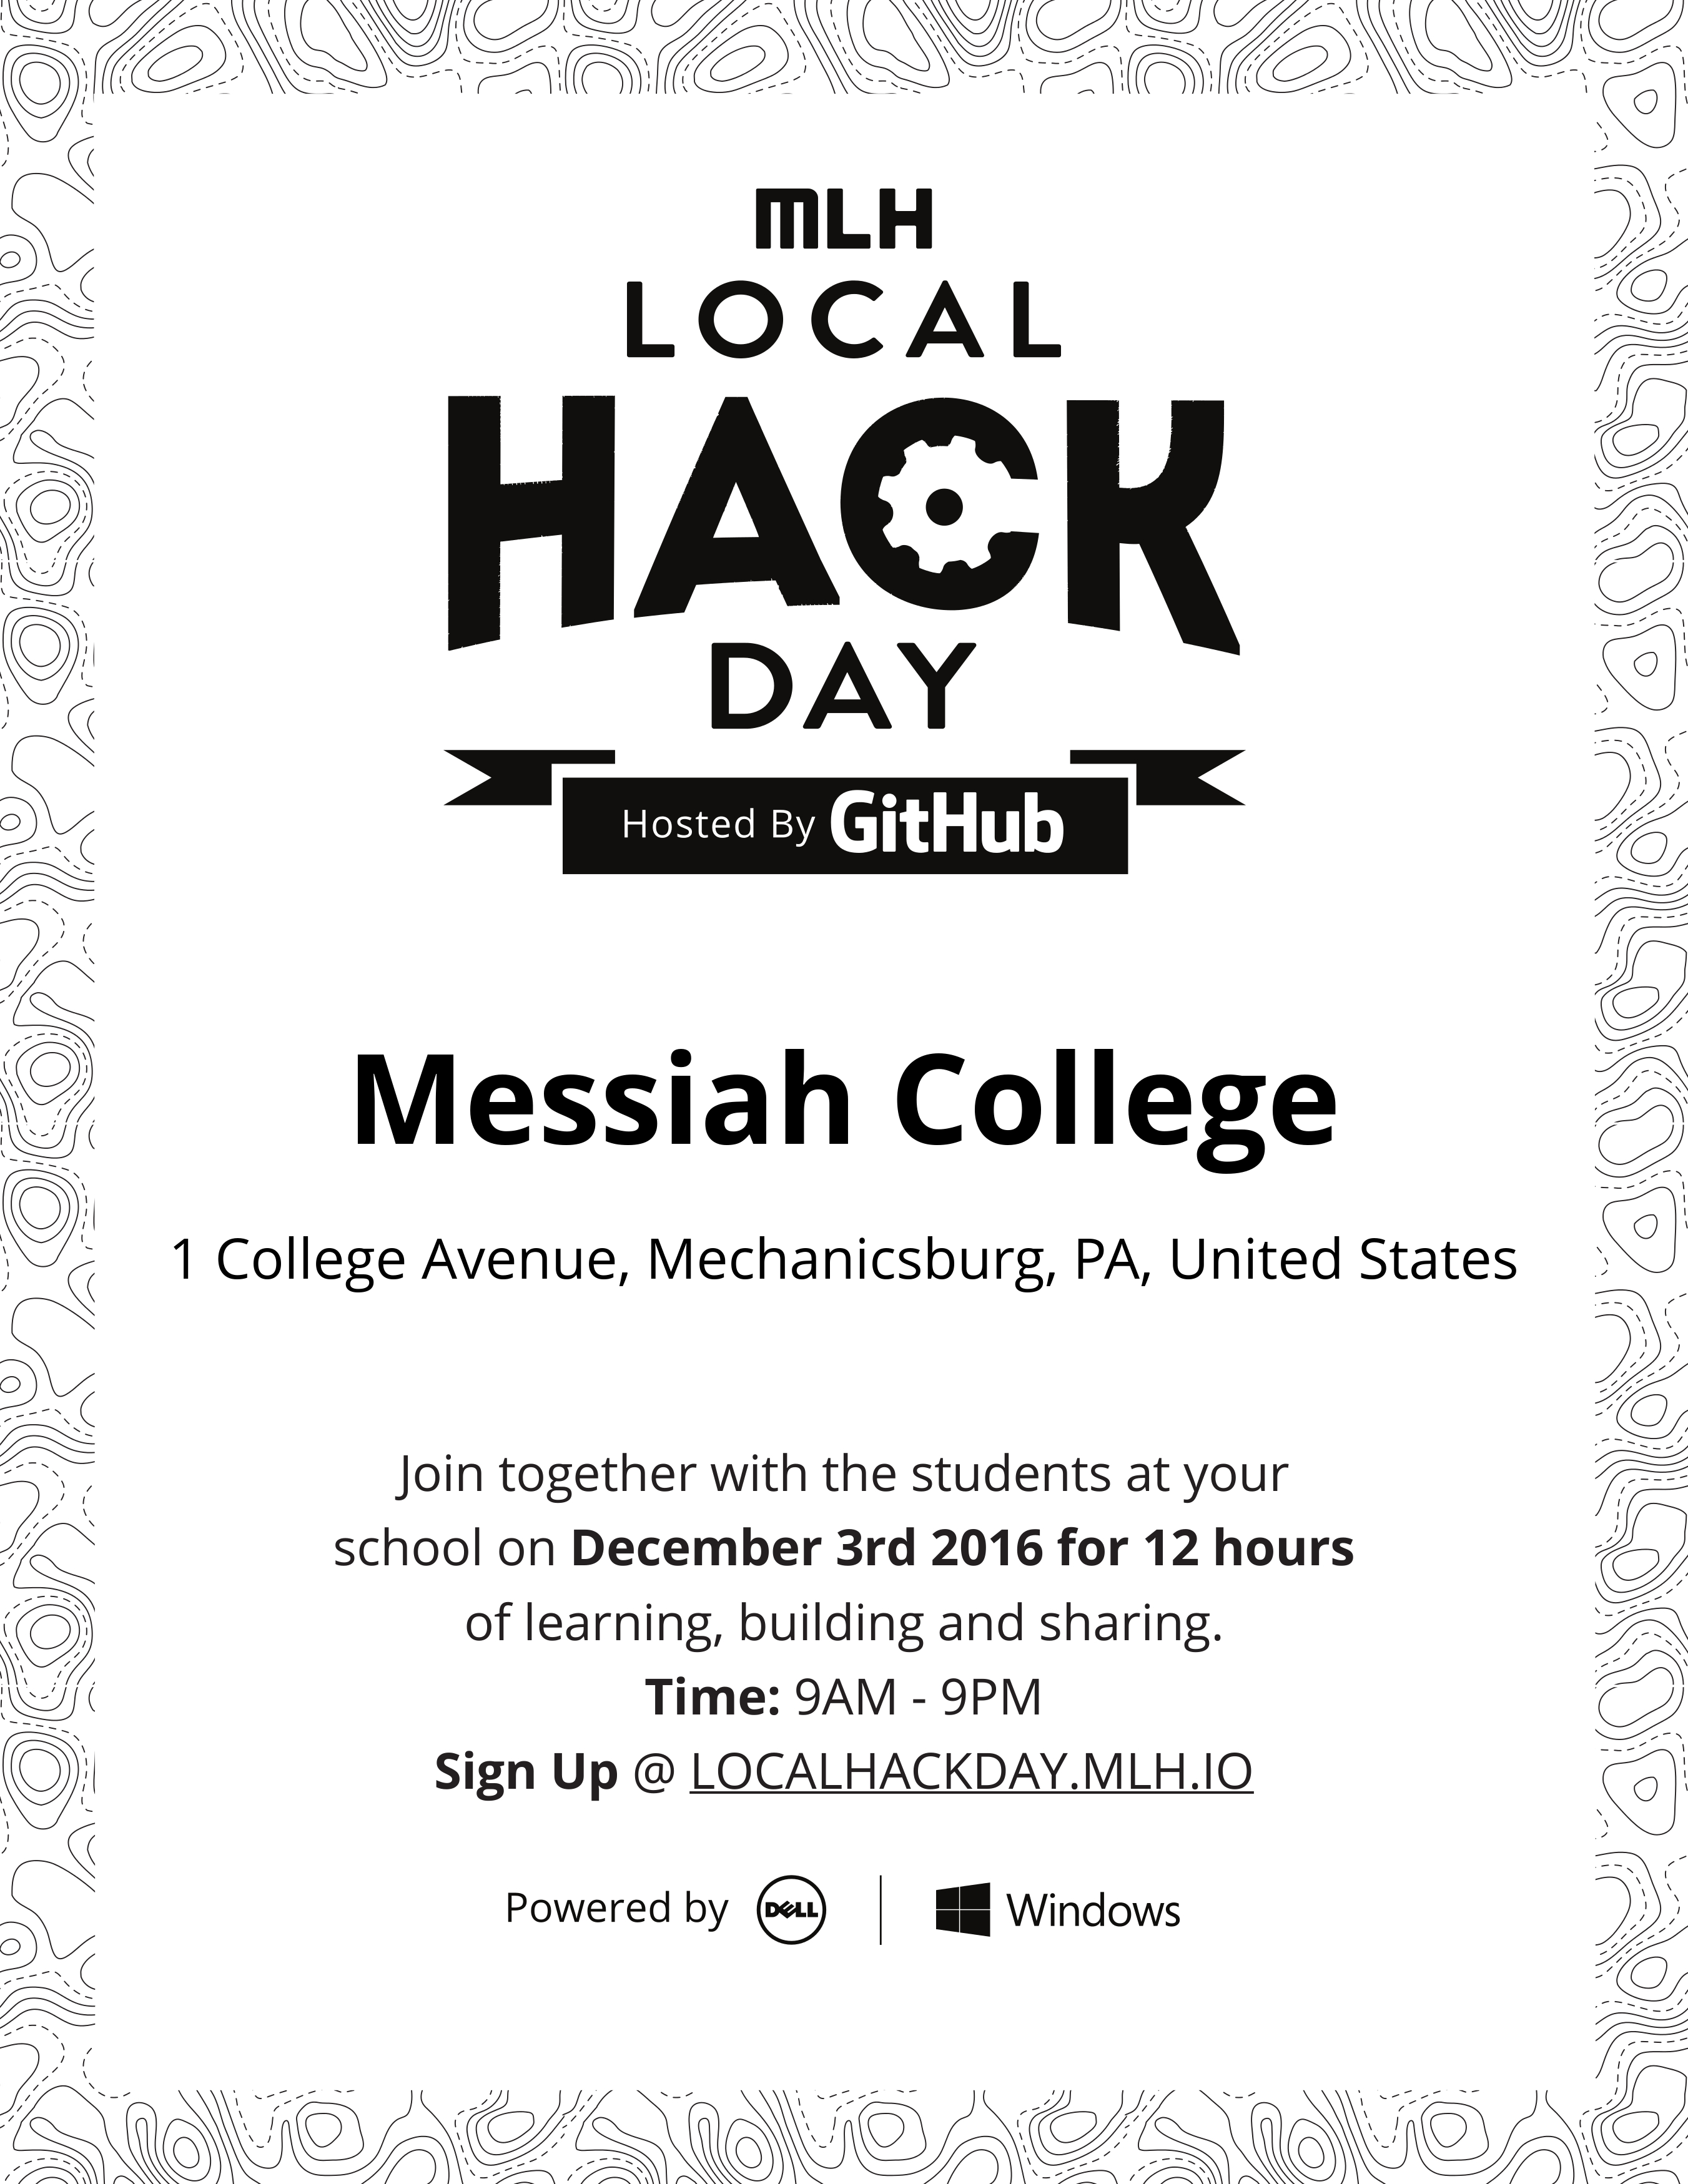 MLH
LOCAL
HACK
DAY
Hosted By GitHub
Messiah College
1 College Avenue, Mechanicsburg, PA, United States
Join together with the students at your
school on December 3rd 2016 for 12 hours
of learning, building and sharing.
Time: 9AM - 9PM
Sign Up @ LOCALHACKDAY.MLH.IO
Powered by DELL | Windows